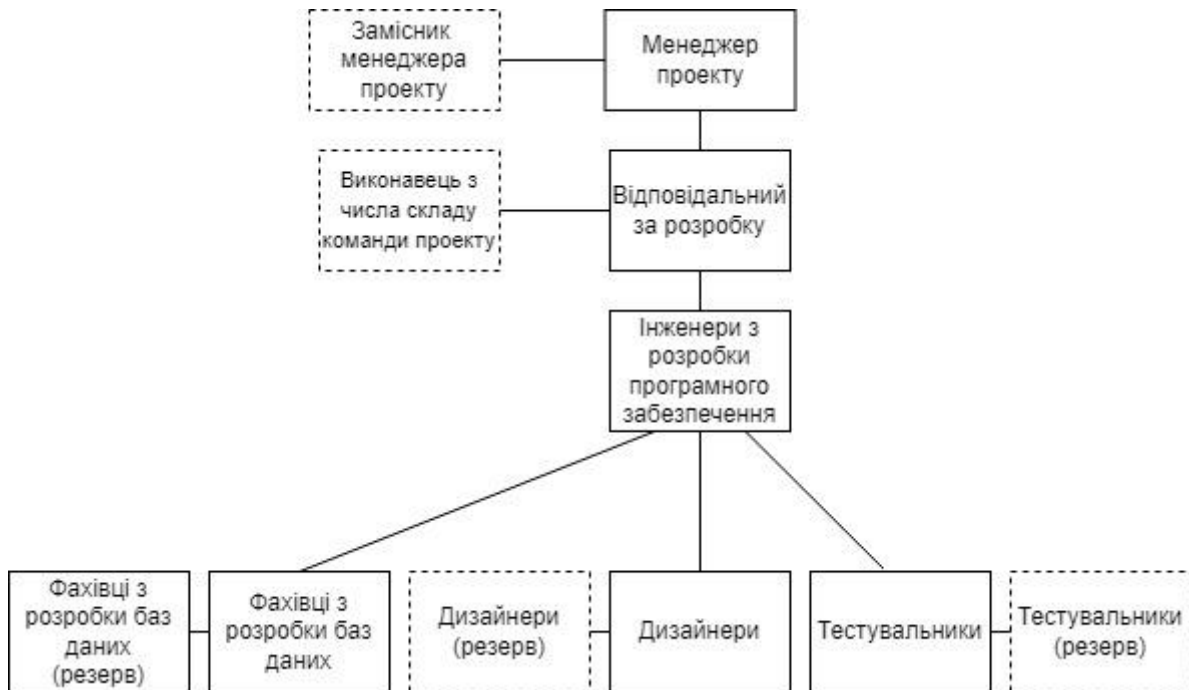 Замісник
менеджера
проекту
Менеджер
проекту
Виконавець з
числа складу
команди проекту
Відповідальний
за розробку
Інженери з
розробки
програмного
забезпечення
Фахівці з
розробки баз
даних
(резерв)
Фахівці з
розробки баз
даних
Дизайнери
(резерв)
Дизайнери
Тестувальники
Тестувальники
(резерв)